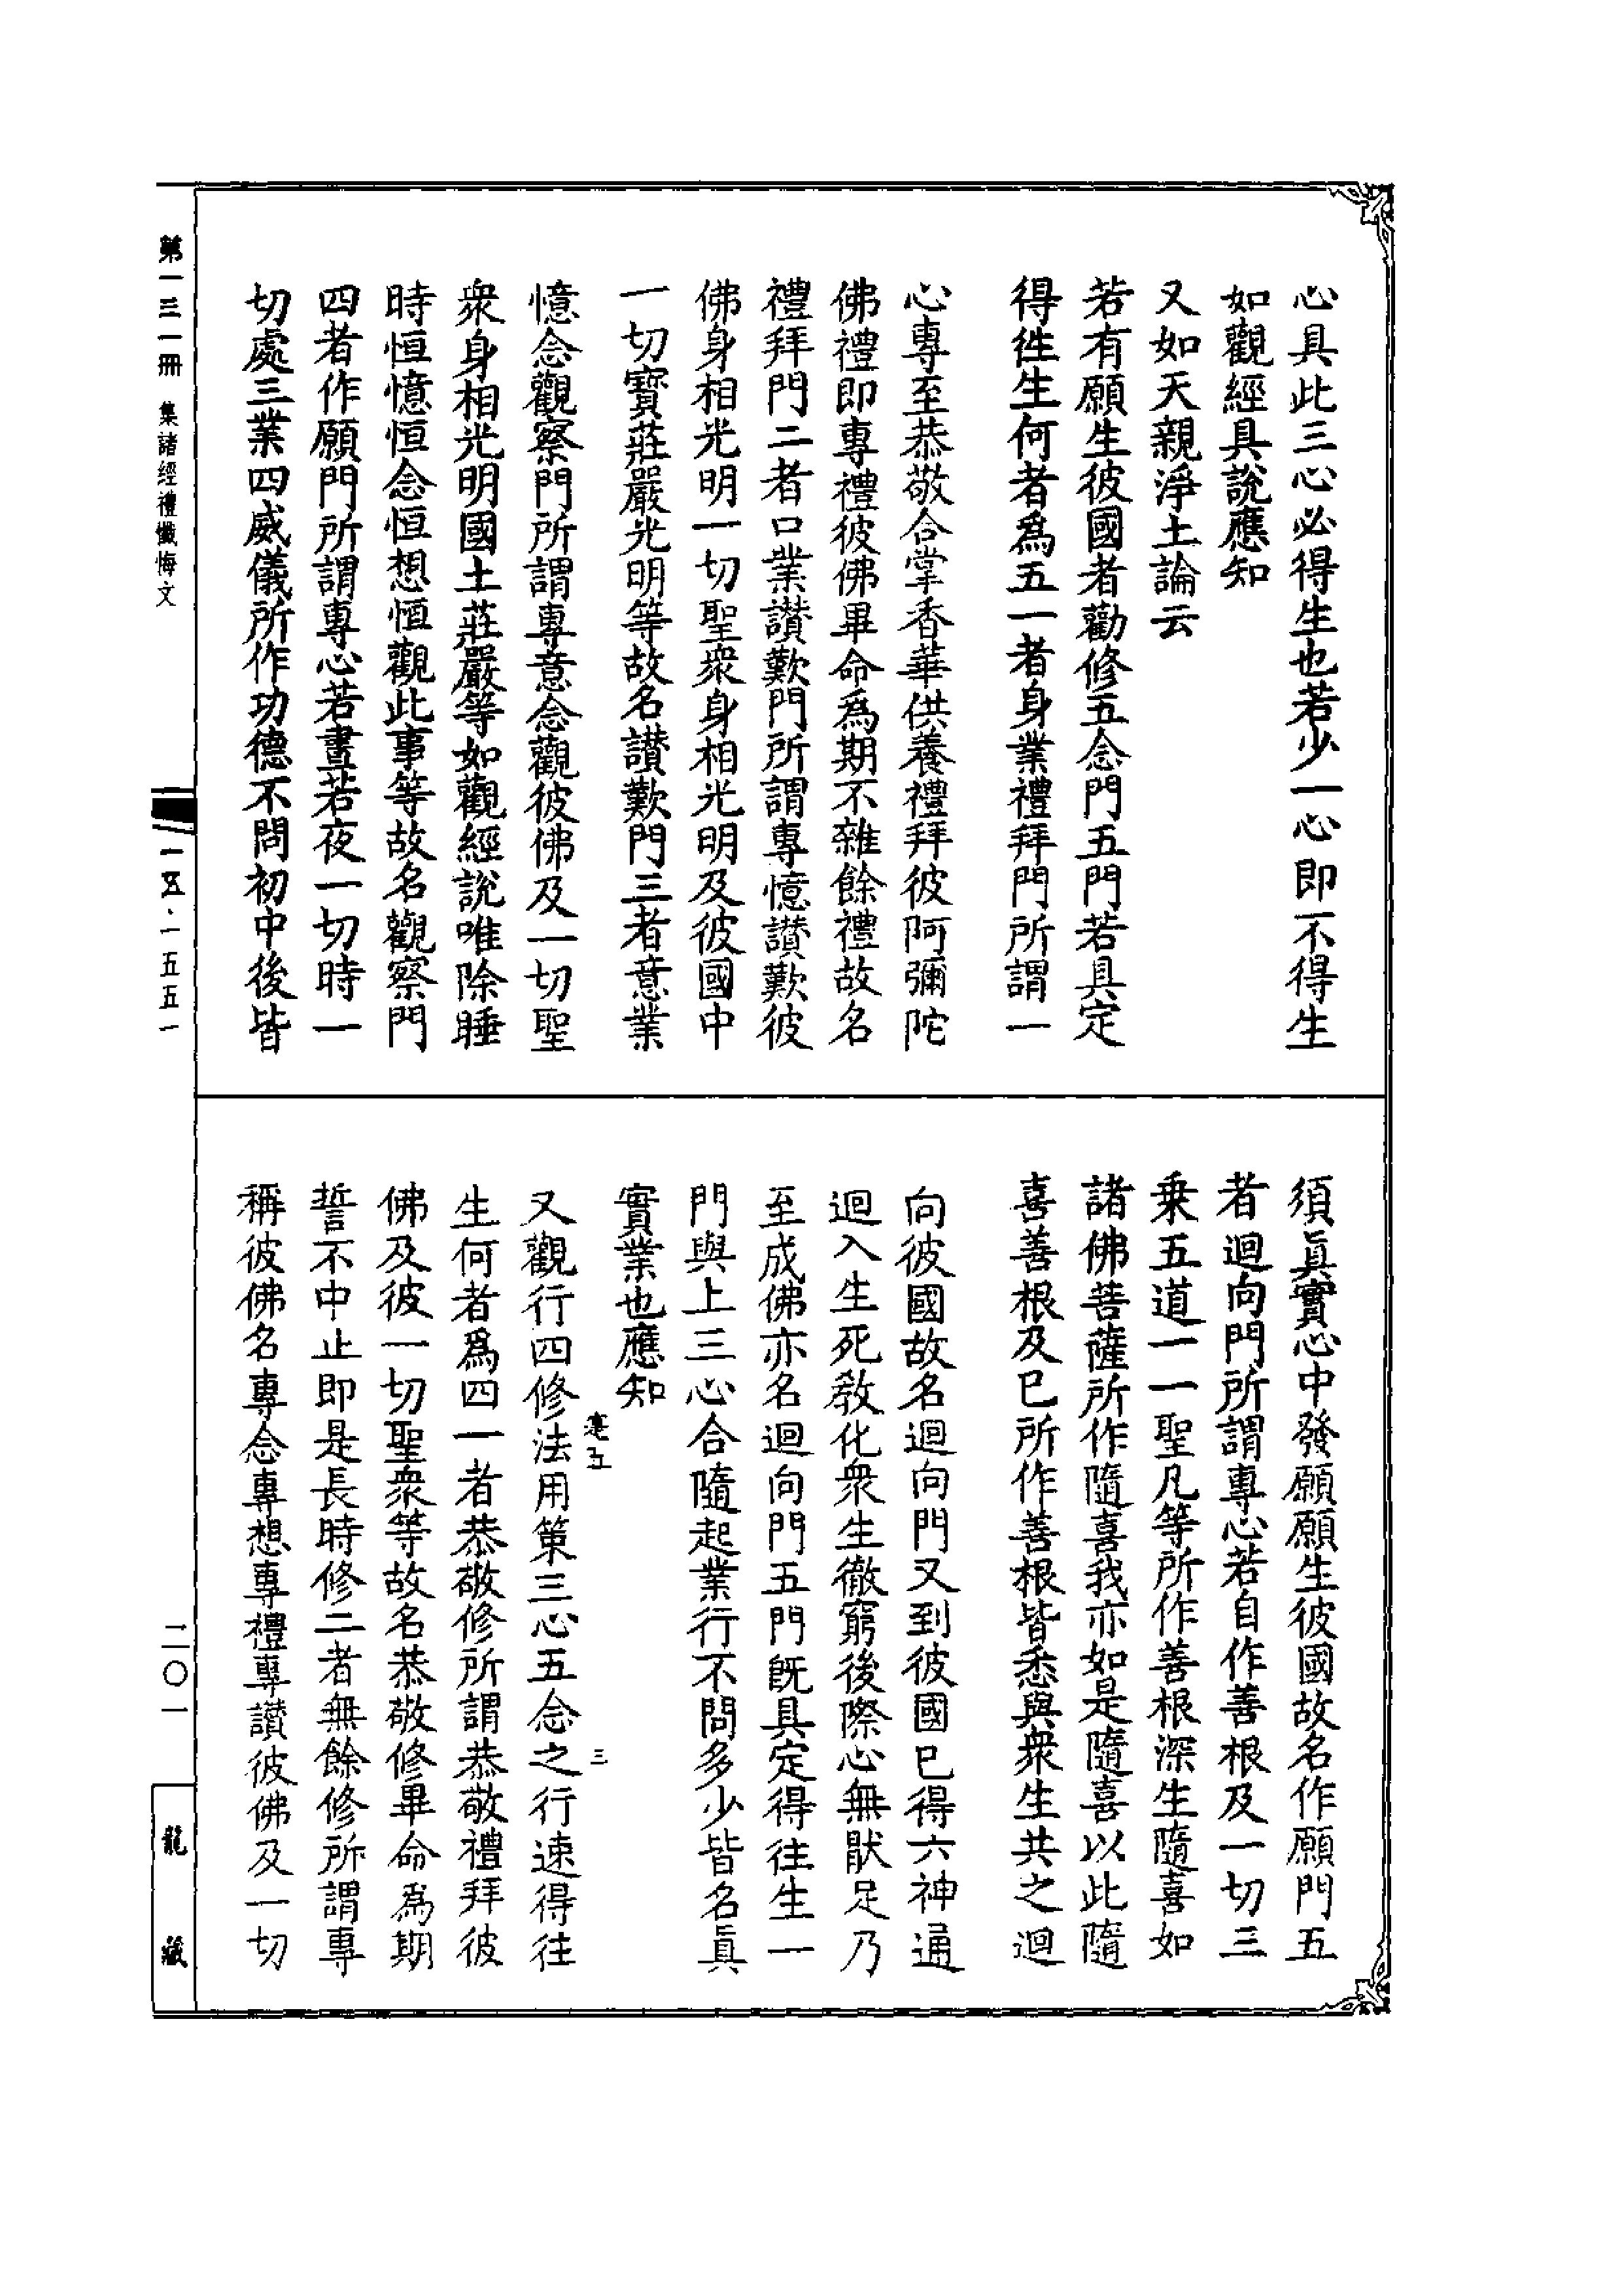 心具此三心必得生也若少一心即不得生
如觀經具說應知
又如天親淨土論云
若有願生彼國者勸修五念門五門若具定
得徃生何者爲五一者身業禮拜門所謂一
心專至恭敬合掌香華供養禮拜彼阿彌陀
佛禮即專禮彼佛畢命爲期不雜餘禮故名
禮拜門二者口業讃歎門所謂專憶讃歎彼
佛身相光明一切聖衆身相光明及彼國中
一切寶莊嚴光明等故名讃歎門三者意業
憶念觀察門所謂專意念觀彼佛及一切聖
衆身相光明國土莊嚴等如觀經說唯除睡
時恒憶恒念恒想恒觀此事等故名觀察門
四者作願門所謂專心若晝若夜一切時一
切處三業四威儀所作功德不問初中後皆
須眞實心中發願願生彼國故名作願門五
者迴向門所謂專心若自作善根及一切三
乗五道一一聖凡等所作善根深生隨喜如
諸佛菩薩所作隨喜我亦如是隨喜以此隨
喜善根及已所作善根皆悉與衆生共之迴
向彼國故名迴向門又到彼國已得六神通
迴入生死敎化衆生徹窮後際心無猒足乃
至成佛亦名迴向門五門既具定得往生一
門與上三心合隨起業行不問多少皆名眞
實業也應知
三
又觀行四修法用策三心五念之行速得往
生何者爲四一者恭敬修所謂恭敬禮拜彼
佛及彼一切聖衆等故名恭敬修畢命爲期
誓不中止即是長時修二者無餘修所謂專
稱彼佛名專念專想專禮專讃彼佛及一切
第一三一冊 集諸經禮懺悔文
一五·一五五一
二〇一
龍藏